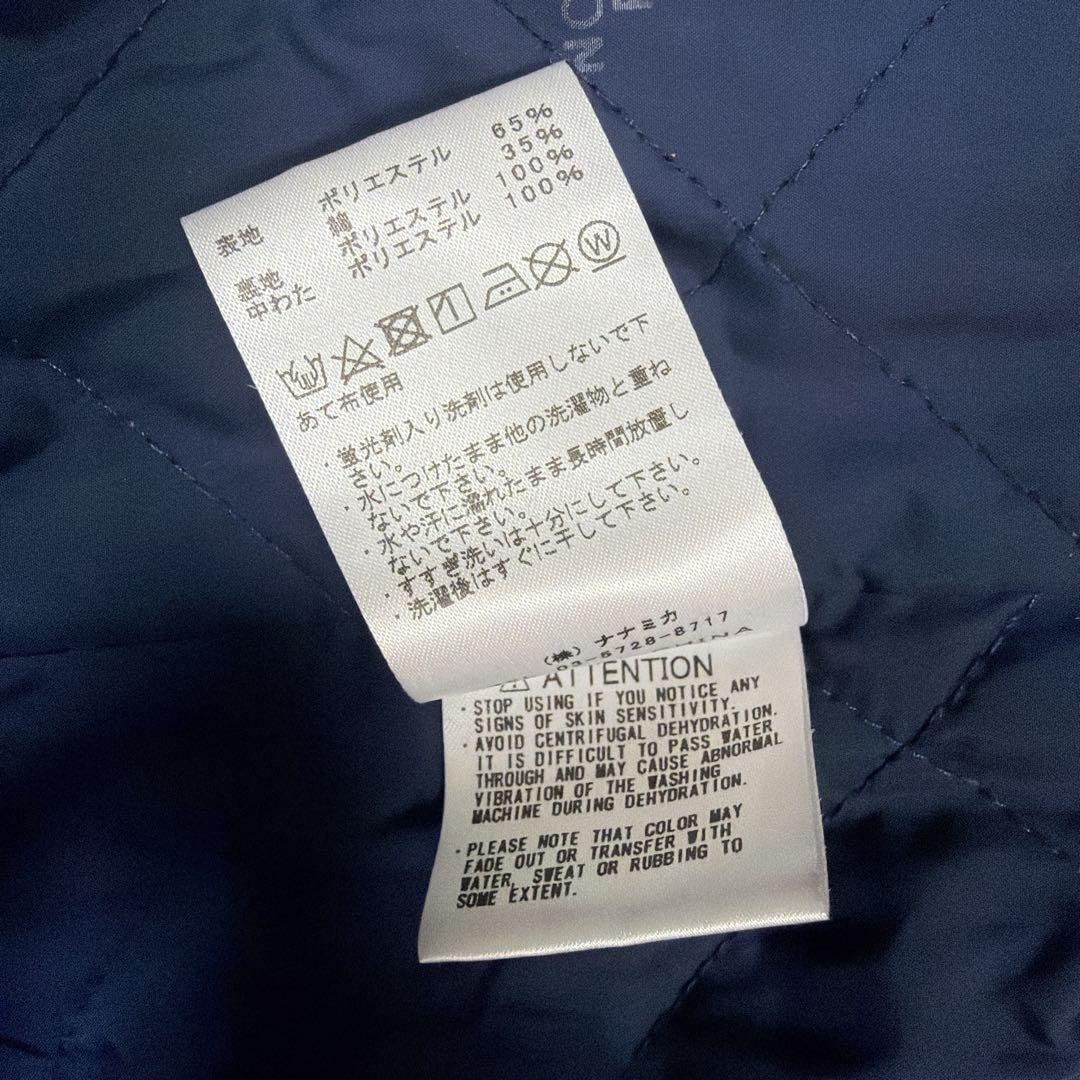 表地 ポリエステル 65%
綿 35%
裏地 ポリエステル 100%
中わた ポリエステル 100%
W
あて布使用
・蛍光剤入り洗剤は使用しないで下
さい。
・水につけたまま他の洗濯物と重ね
ないで下さい。
・水や汗に濡れたまま長時間放置し
ないで下さい。
・すすぎ洗いは十分にして下さい。
・洗濯後はすぐに干して下さい。
(株) ナナミカ
03-5728-8717
ATTENTION
・STOP USING IF YOU NOTICE ANY
SIGNS OF SKIN SENSITIVITY.
・AVOID CENTRIFUGAL DEHYDRATION.
IT IS DIFFICULT TO PASS WATER
THROUGH AND MAY CAUSE ABNORMAL
VIBRATION OF THE WASHING
MACHINE DURING DEHYDRATION.
・PLEASE NOTE THAT COLOR MAY
FADE OUT OR TRANSFER WITH
WATER, SWEAT OR RUBBING TO
SOME EXTENT.